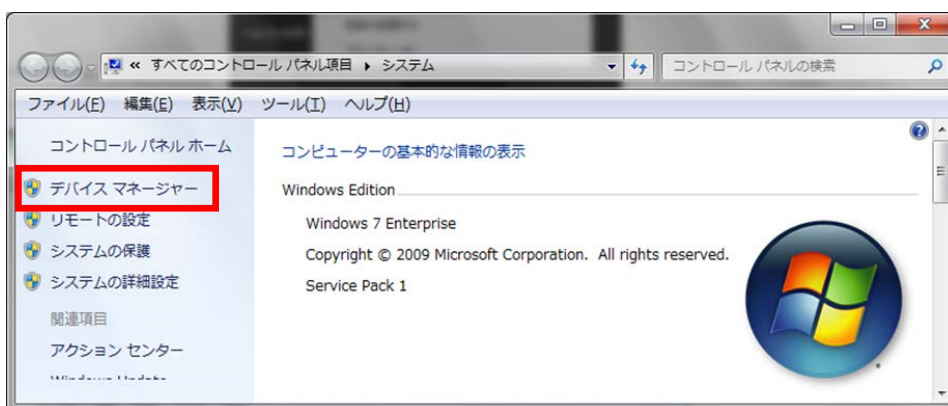 « すべてのコントロール パネル項目 ▸ システム
コントロール パネルの検索
ファイル(F) 編集(E) 表示(V) ツール(T) ヘルプ(H)
コントロール パネル ホーム
デバイス マネージャー
リモートの設定
システムの保護
システムの詳細設定
関連項目
アクション センター
Windows Update
コンピューターの基本的な情報の表示
Windows Edition
Windows 7 Enterprise
Copyright © 2009 Microsoft Corporation. All rights reserved.
Service Pack 1